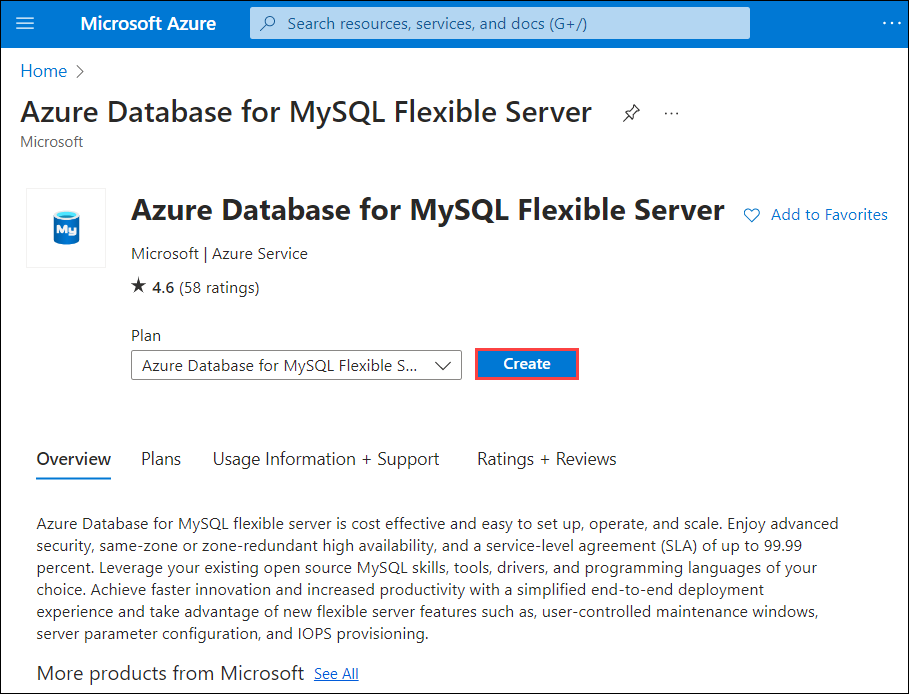 Microsoft Azure
Search resources, services, and docs (G+/)
...
Home
Azure Database for MySQL Flexible Server
...
Microsoft
My
Azure Database for MySQL Flexible Server
Add to Favorites
Microsoft | Azure Service
★ 4.6 (58 ratings)
Plan
Azure Database for MySQL Flexible S...
Create
Overview
Plans
Usage Information + Support
Ratings + Reviews
Azure Database for MySQL flexible server is cost effective and easy to set up, operate, and scale. Enjoy advanced
security, same-zone or zone-redundant high availability, and a service-level agreement (SLA) of up to 99.99
percent. Leverage your existing open source MySQL skills, tools, drivers, and programming languages of your
choice. Achieve faster innovation and increased productivity with a simplified end-to-end deployment
experience and take advantage of new flexible server features such as, user-controlled maintenance windows,
server parameter configuration, and IOPS provisioning.
More products from Microsoft See All